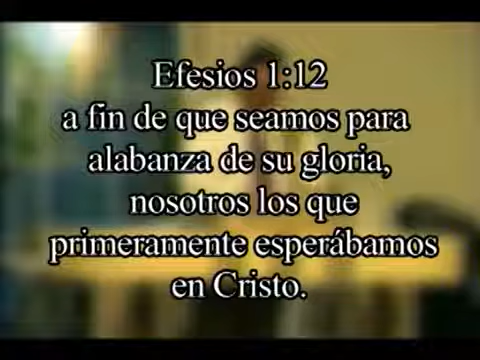 Efesios 1:12
a fin de que seamos para
alabanza de su gloria,
nosotros los que
primeramente esperábamos
en Cristo.